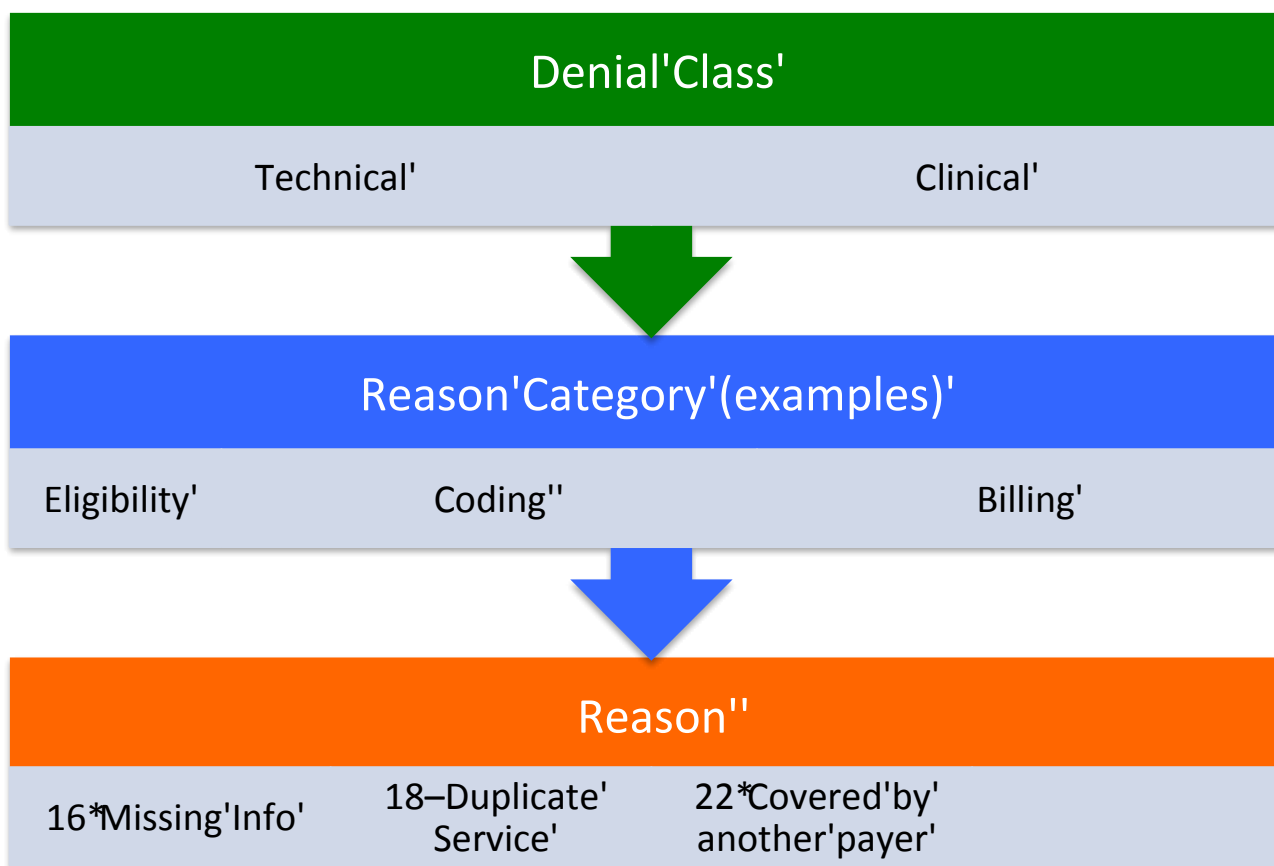 Denial'Class'
Technical' Clinical'
Reason'Category'(examples)'
Eligibility' Coding'' Billing'
Reason''
16*Missing'Info'
18–Duplicate'
Service'
22*Covered'by'
another'payer'